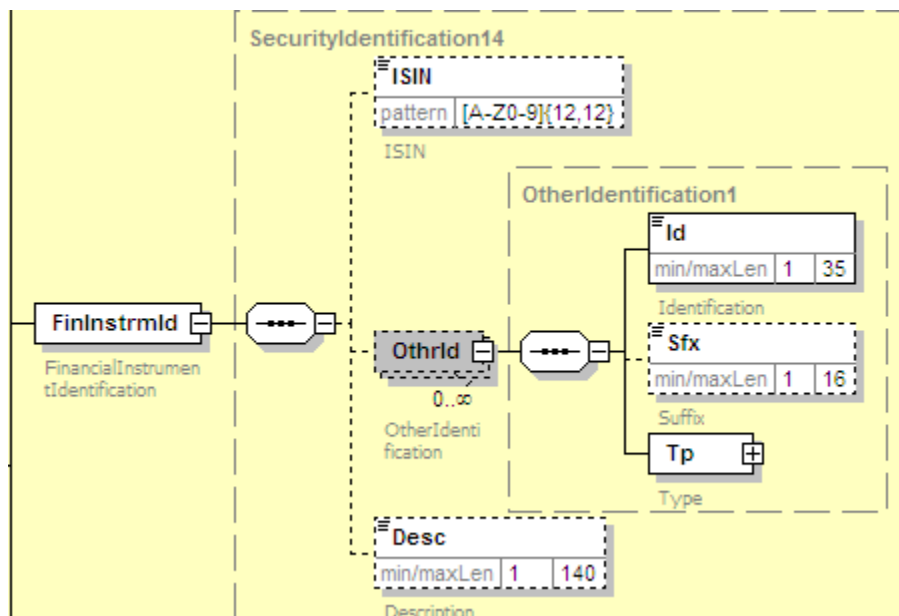 SecurityIdentification14
ISIN
pattern [A-Z0-9]{12,12}
ISIN
OtherIdentification1
Id
min/maxLen 1 35
Identification
FinInstrmId
FinancialInstrumen
tIdentification
OthrId
0..∞
OtherIdenti
fication
Sfx
min/maxLen 1 16
Suffix
Tp
Type
Desc
min/maxLen 1 140
Description